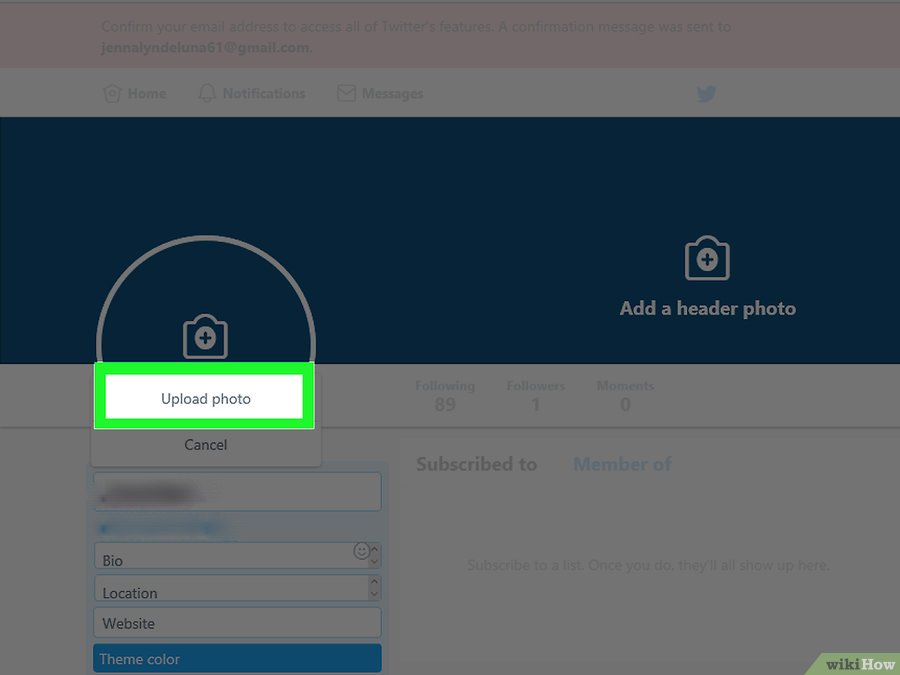 Confirm your email address to access all of Twitter's features. A confirmation message was sent to
jennalyndeluna61@gmail.com.
Home Notifications Messages
Add a header photo
Upload photo
Cancel
Following Followers Moments
89 1 0
Subscribed to Member of
Subscribe to a list. Once you do, they'll all show up here.
Bio
Location
Website
Theme color
wikiHow